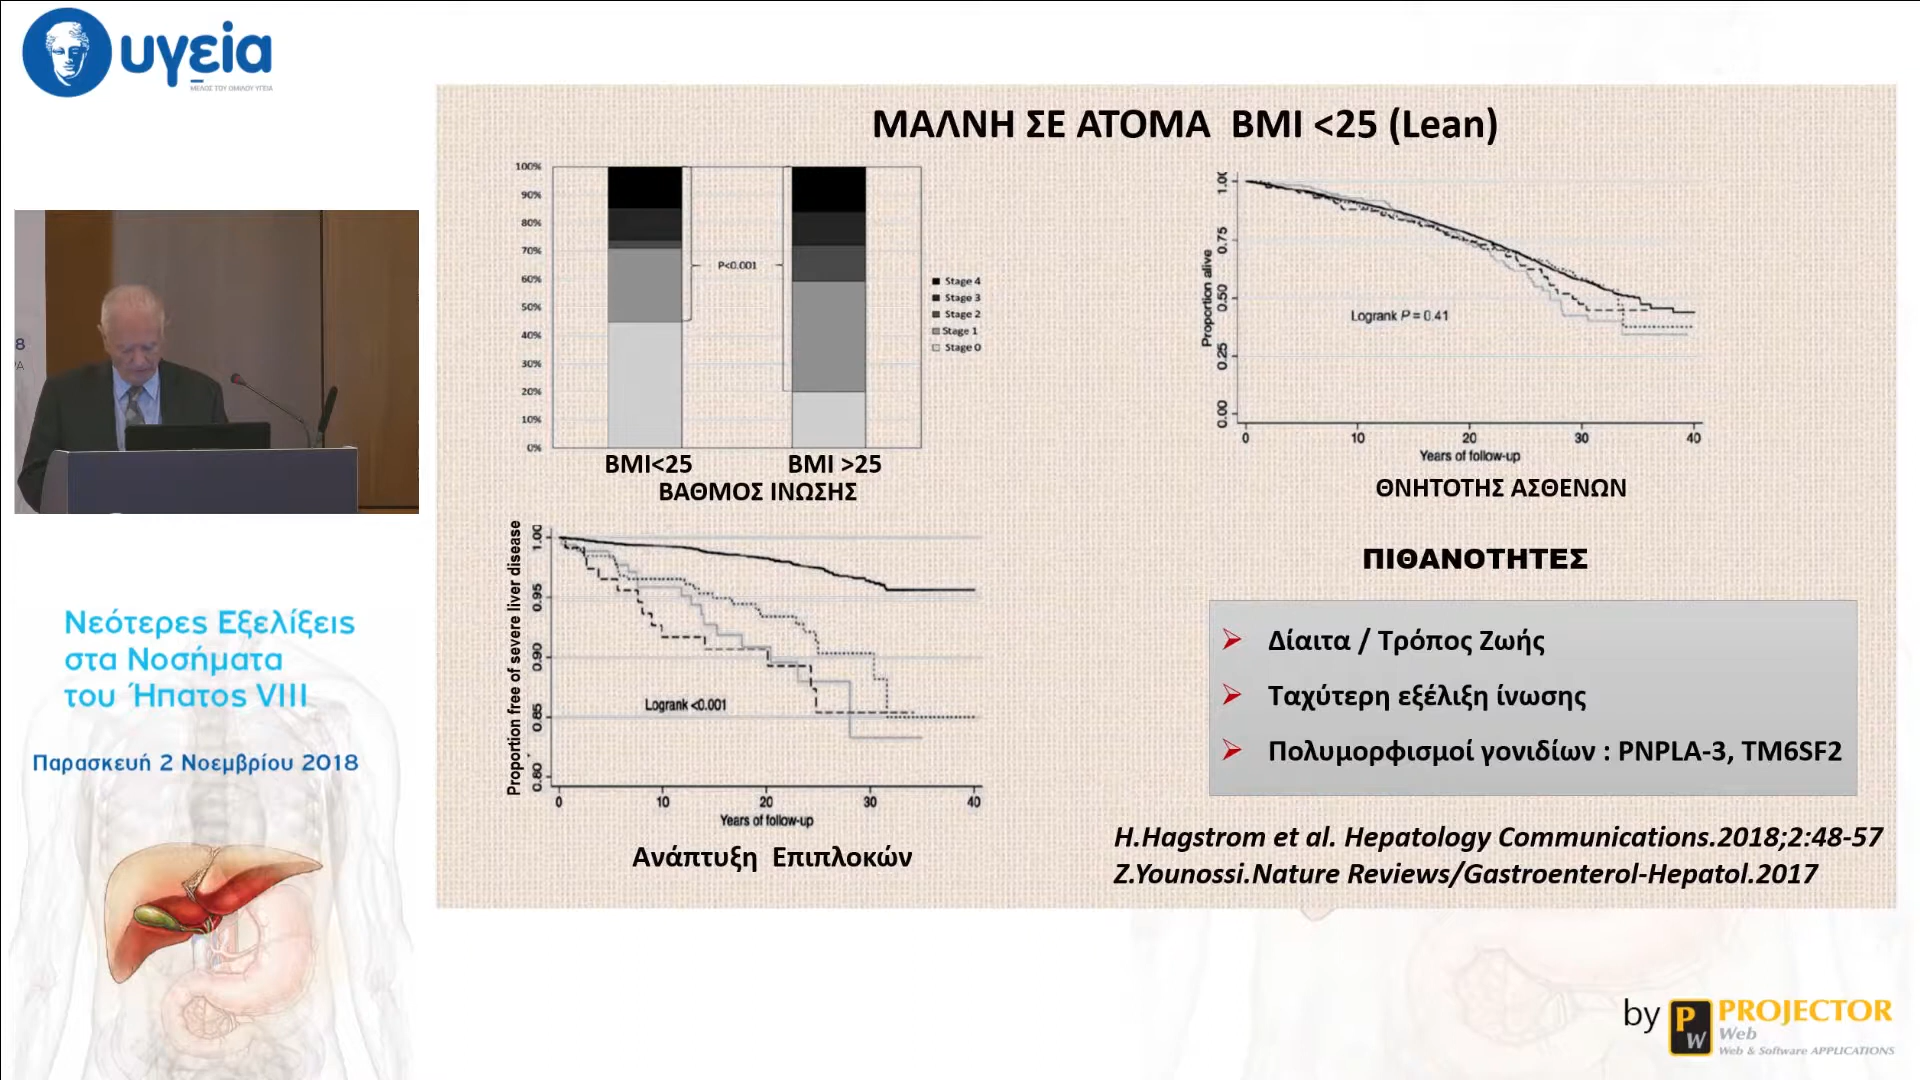 υγεία
ΜΕΛΟΣ ΤΟΥ ΟΜΙΛΟΥ ΥΓΕΙΑ
8
Νεότερες Εξελίξεις
στα Νοσήματα
του Ήπατος VIII
Παρασκευή 2 Νοεμβρίου 2018
ΜΑΛΝΗ ΣΕ ΑΤΟΜΑ BMI <25 (Lean)
100%
90%
80%
70%
60%
50%
40%
30%
20%
10%
0%
P<0.001
Stage 4
Stage 3
Stage 2
Stage 1
Stage 0
BMI<25 BMI >25
ΒΑΘΜΟΣ ΙΝΩΣΗΣ
Proportion alive
1.00
0.75
0.50
0.25
0.00
Logrank P = 0.41
0 10 20 30 40
Years of follow-up
ΘΝΗΤΟΤΗΣ ΑΣΘΕΝΩΝ
Proportion free of severe liver disease
1.00
0.95
0.90
0.85
0.80
Logrank <0.001
0 10 20 30 40
Years of follow-up
Ανάπτυξη Επιπλοκών
ΠΙΘΑΝΟΤΗΤΕΣ
Δίαιτα / Τρόπος Ζωής
Ταχύτερη εξέλιξη ίνωσης
Πολυμορφισμοί γονιδίων : PNPLA-3, TM6SF2
H.Hagstrom et al. Hepatology Communications.2018;2:48-57
Z.Younossi.Nature Reviews/Gastroenterol-Hepatol.2017
by PW PROJECTOR
Web
Web & Software APPLICATIONS